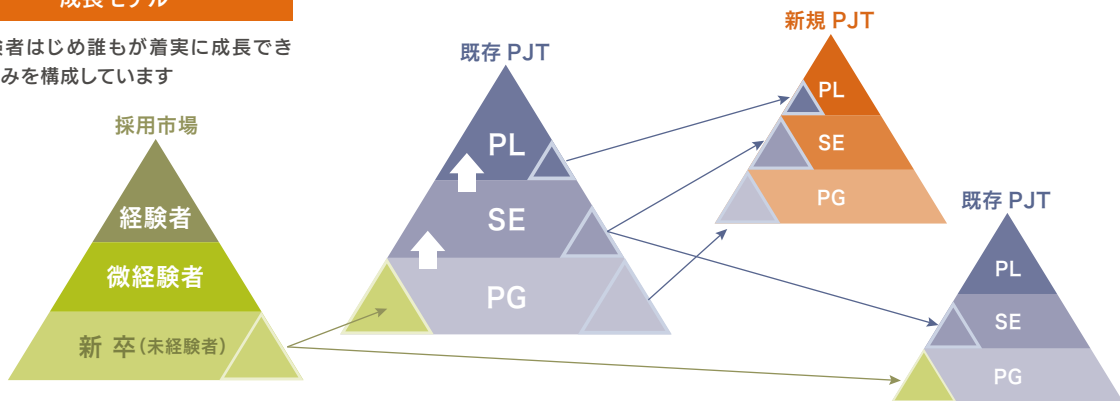 成長モデル
験者はじめ誰もが着実に成長でき
みを構成しています
採用市場
経験者
微経験者
新 卒(未経験者)
既存 PJT
PL
SE
PG
新規 PJT
PL
SE
PG
既存 PJT
PL
SE
PG